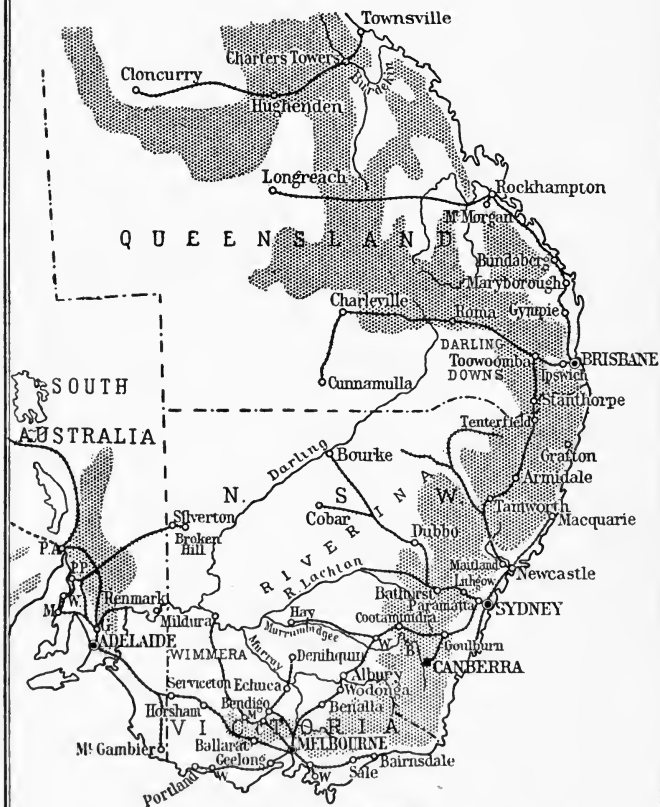 Townsville
Charters Towers
Burdekin
Cloncurry
Hughenden
Longreach
Rockhampton
Mt Morgan
QUEENSLAND
Bundaberg
Maryborough
Charleville
Roma
Gympie
DARLING
DOWNS
Toowoomba
BRISBANE
Ipswich
Cunnamulla
Stanthorpe
SOUTH
AUSTRALIA
Tenterfield
Darling
Bourke
Grafton
Armidale
N. S. W.
Silverton
Broken
Hill
Cobar
Tamworth
Macquarie
Dubbo
RIVERINA
P.A.
P.P.
R. Lachlan
Maitland
Newcastle
Lithgow
W.
M.
Renmark
Mildura
Hay
Bathurst
Paramatta
SYDNEY
G
ADELAIDE
Murrumbidgee
Cootamundra
W
G
B
Goulburn
WIMMERA
Murray
Denihquin
CANBERRA
Albury
Serviceton
Echuca
Wodonga
Horsham
Bendigo
Benalla
M
VICTORIA
Mt. Gambier
Ballarat
MELBOURNE
Geelong
Bairnsdale
Sale
Portland
W
W